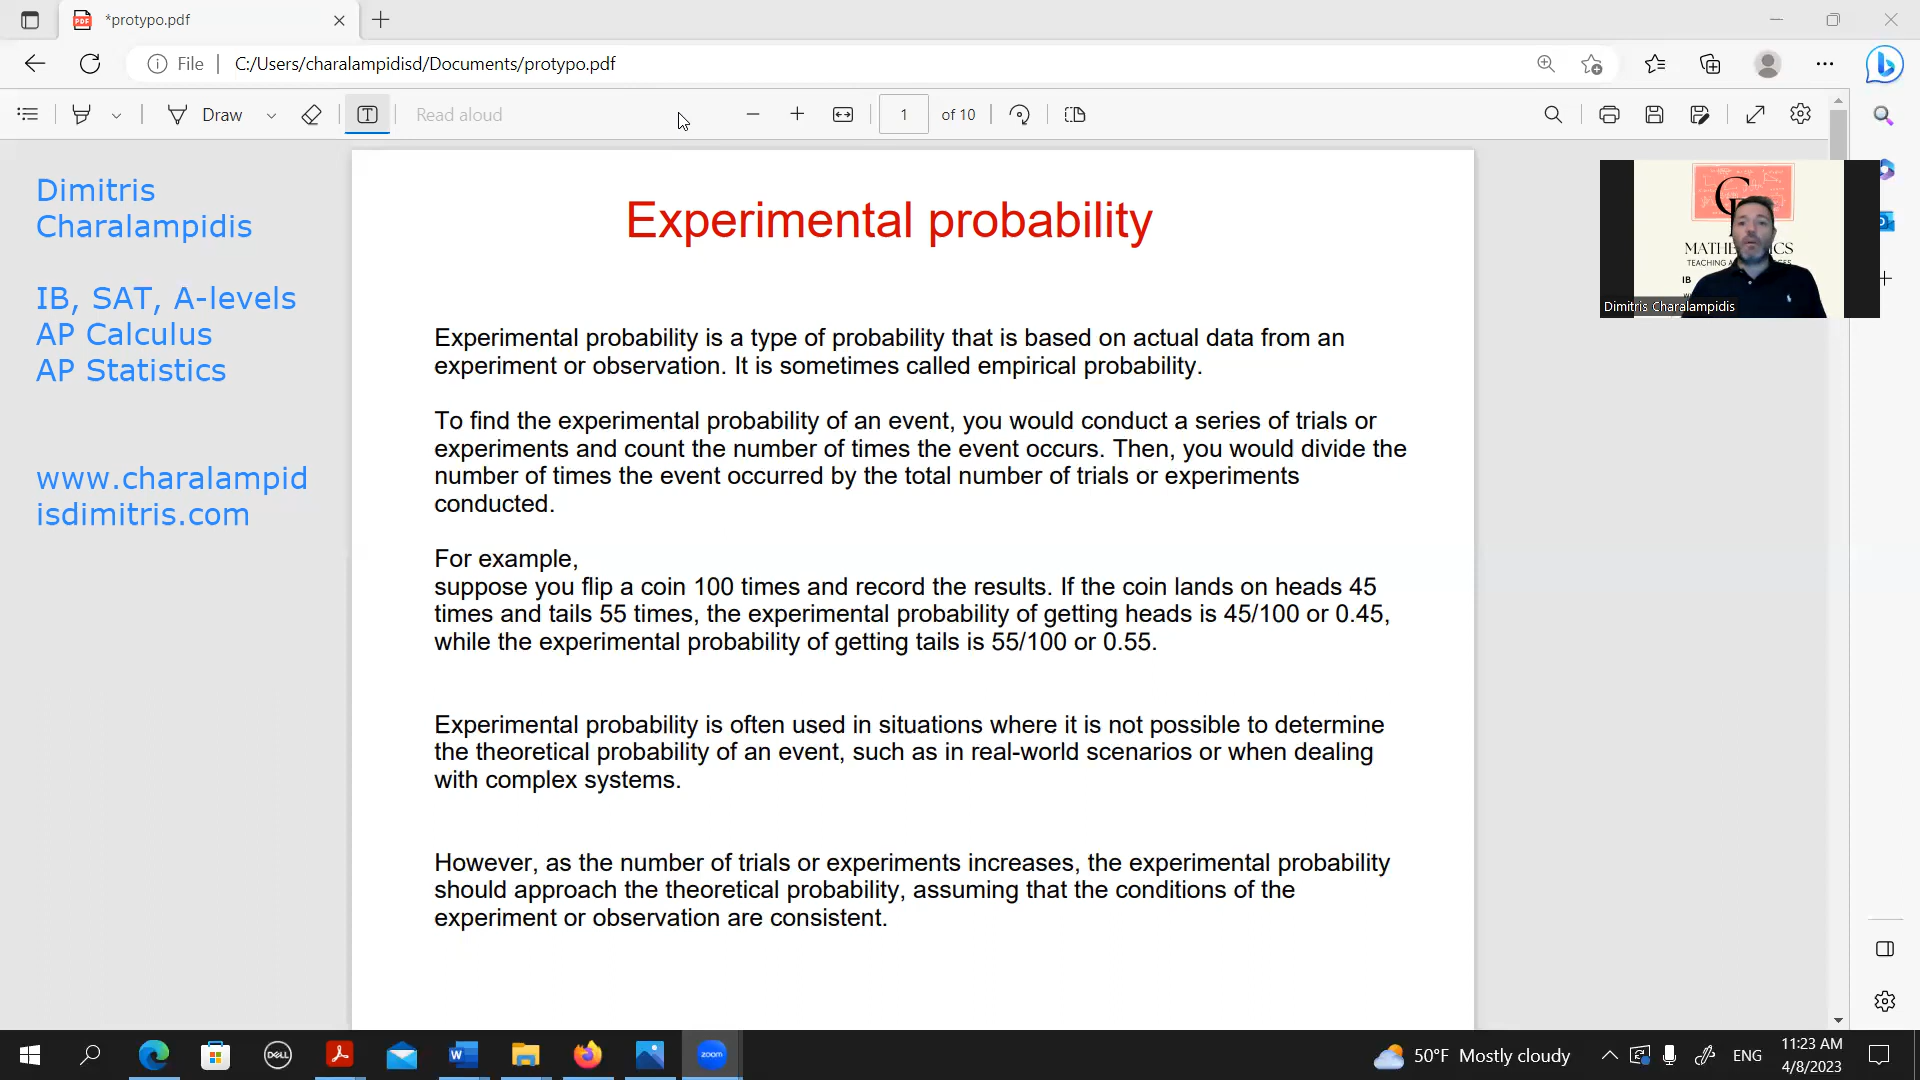 *protypo.pdf
File
C:/Users/charalampidisd/Documents/protypo.pdf
Draw
Read aloud
1
of 10
Dimitris
Charalampidis
IB, SAT, A-levels
AP Calculus
AP Statistics
www.charalampid
isdimitris.com
Experimental probability
Experimental probability is a type of probability that is based on actual data from an
experiment or observation. It is sometimes called empirical probability.
To find the experimental probability of an event, you would conduct a series of trials or
experiments and count the number of times the event occurs. Then, you would divide the
number of times the event occurred by the total number of trials or experiments
conducted.
For example,
suppose you flip a coin 100 times and record the results. If the coin lands on heads 45
times and tails 55 times, the experimental probability of getting heads is 45/100 or 0.45,
while the experimental probability of getting tails is 55/100 or 0.55.
Experimental probability is often used in situations where it is not possible to determine
the theoretical probability of an event, such as in real-world scenarios or when dealing
with complex systems.
However, as the number of trials or experiments increases, the experimental probability
should approach the theoretical probability, assuming that the conditions of the
experiment or observation are consistent.
IB
Dimitris Charalampidis
DELL
zoom
50°F Mostly cloudy
ENG
11:23 AM
4/8/2023